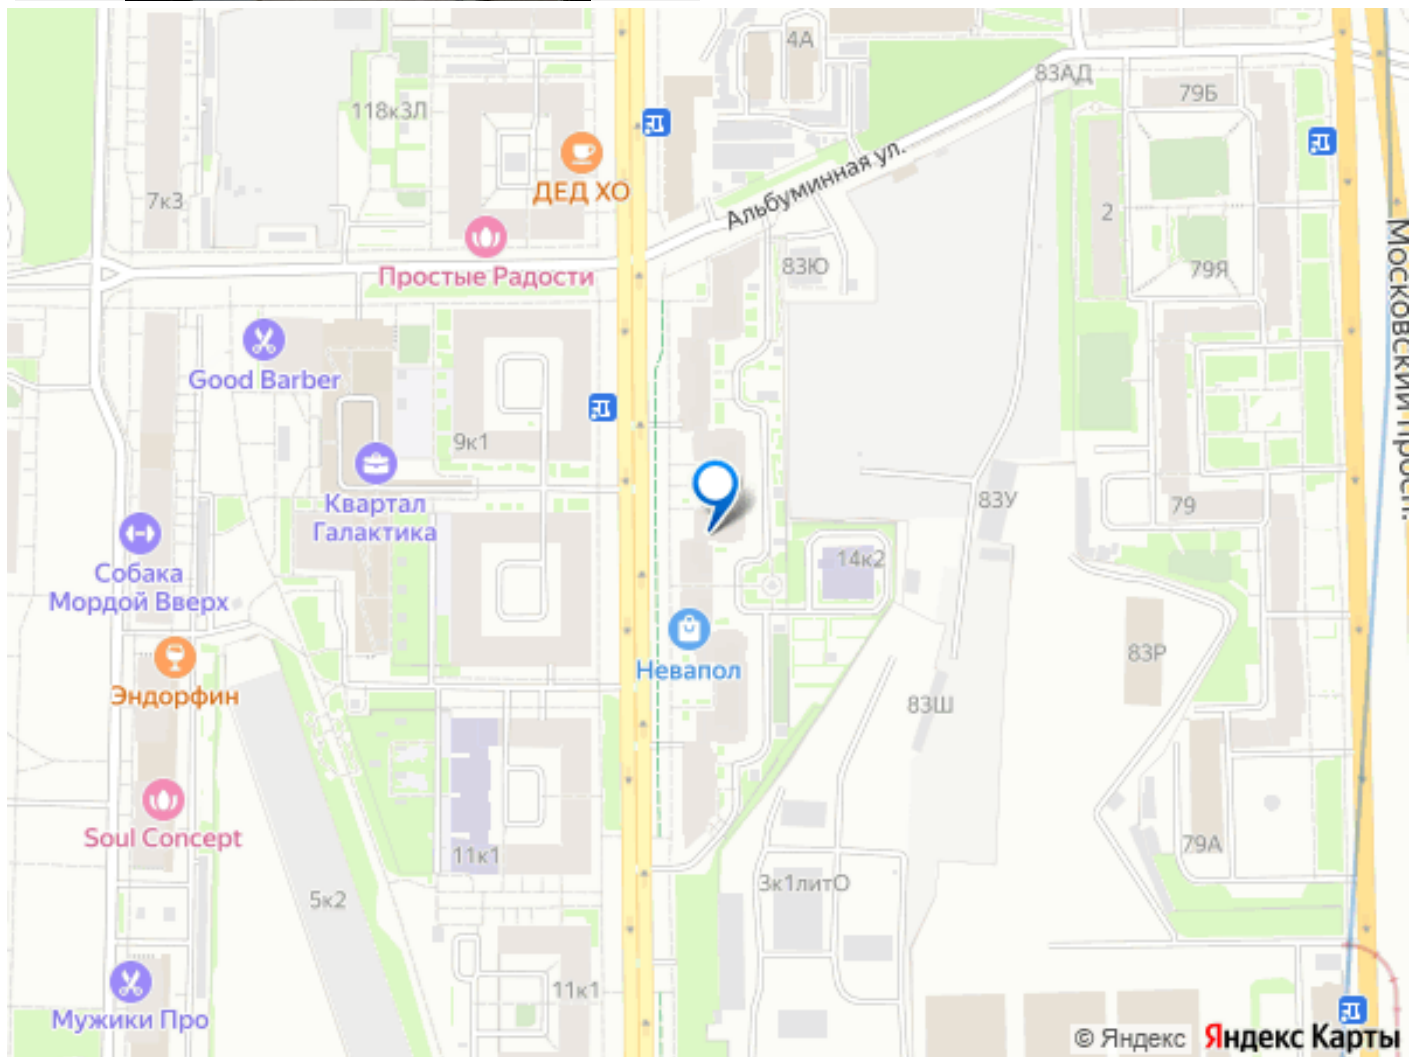 4А
83АД
79Б
118к3Л
ДЕД ХО
7к3
Альбуминная ул.
2
Простые Радости
83Ю
79Я
Московский просп.
Good Barber
9к1
Квартал
Галактика
83У
79
Собака
Мордой Вверх
14к2
Невапол
Эндорфин
83Р
83Ш
Soul Concept
11к1
79А
3к1литО
5к2
11к1
Мужики Про
© Яндекс Яндекс Карты